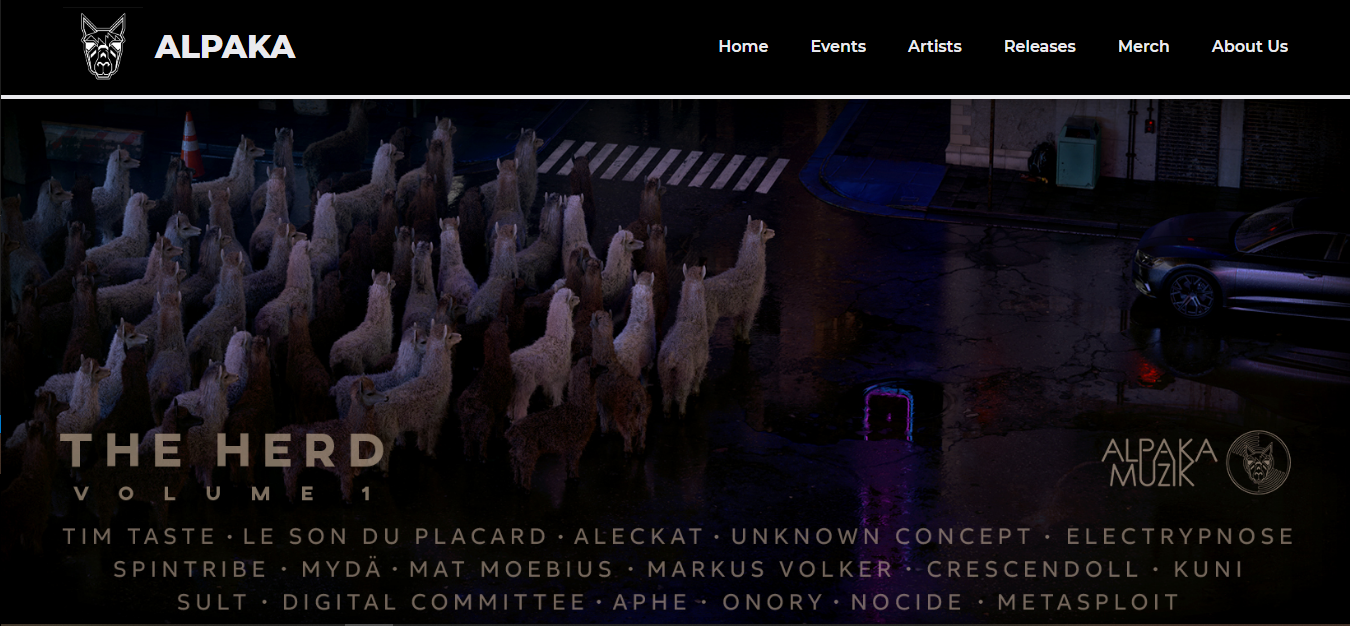 ALPAKA
Home Events Artists Releases Merch About Us
THE HERD
VOLUME 1
ALPAKA
MUZIK
TIM TASTE · LE SON DU PLACARD · ALECKAT · UNKNOWN CONCEPT · ELECTRYPNOSE
SPINTRIBE · MYDÄ · MAT MOEBIUS · MARKUS VOLKER · CRESCENDOLL · KUNI
SULT · DIGITAL COMMITTEE · APHE · ONORY · NOCIDE · METASPLOIT